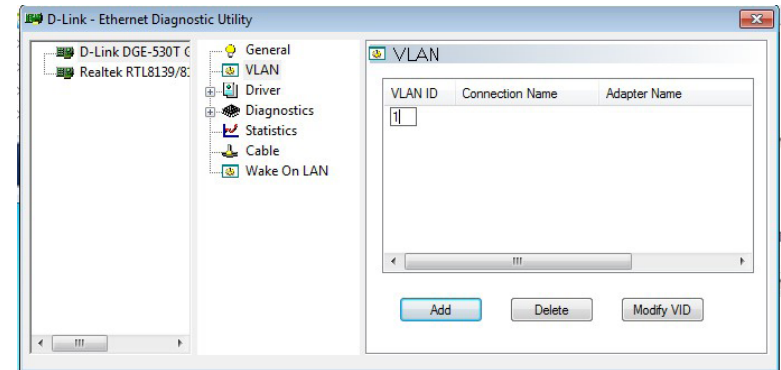 D-Link - Ethernet Diagnostic Utility
D-Link DGE-530T
Realtek RTL8139/8
General
VLAN
Driver
Diagnostics
Statistics
Cable
Wake On LAN
VLAN
VLAN ID Connection Name Adapter Name
1
Add Delete Modify VID